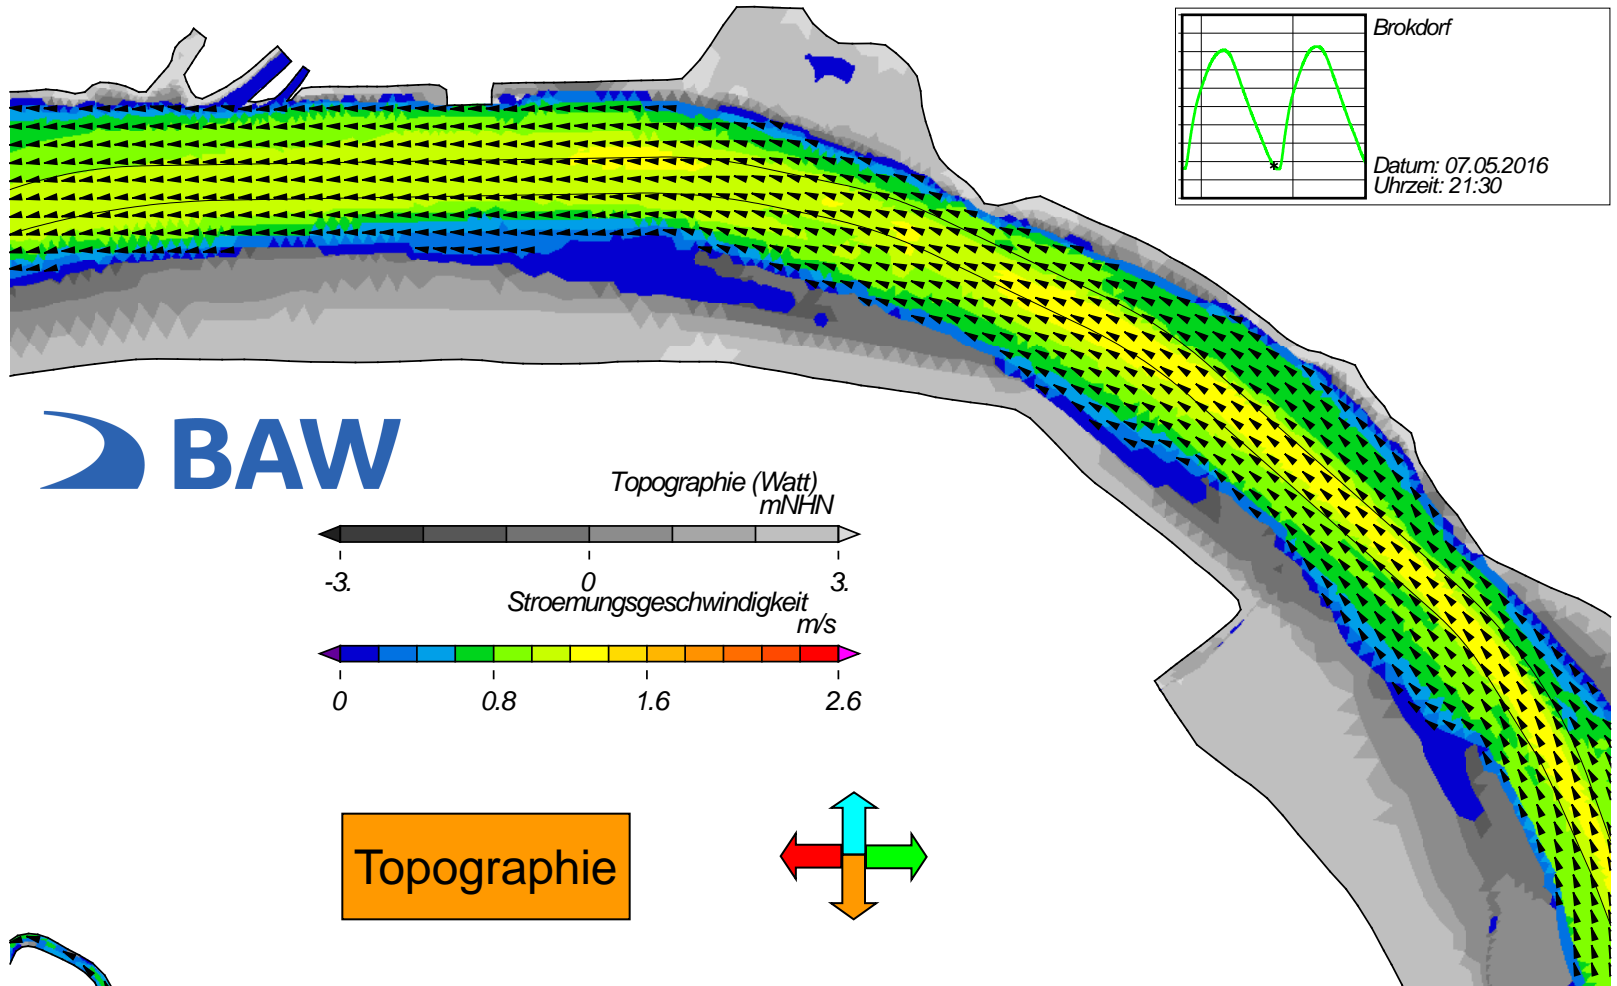 Brokdorf
Datum: 07.05.2016
Uhrzeit: 21:30
BAW
Topographie (Watt)
mNHN
-3. 0 3.
Stroemungsgeschwindigkeit
m/s
0 0.8 1.6 2.6
Topographie